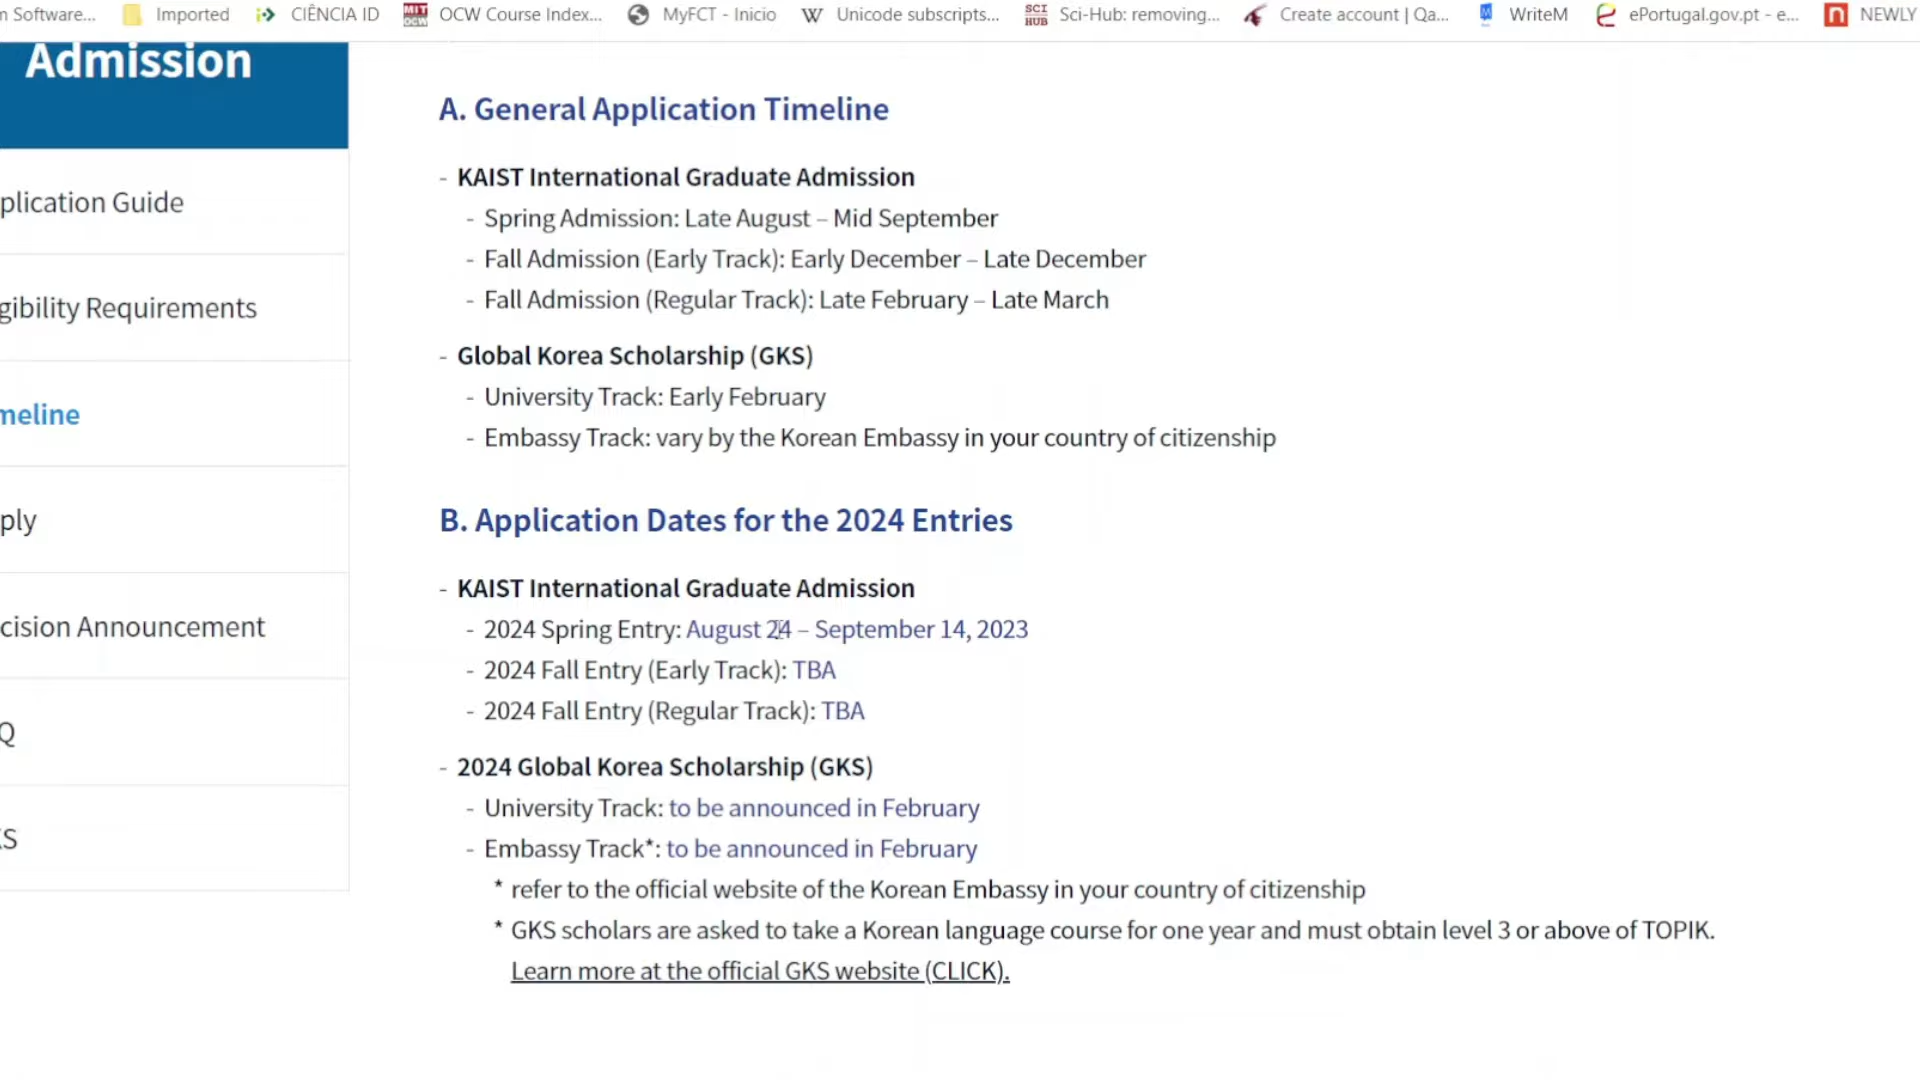 n Software...
Imported
CIÊNCIA ID
MIT OCW
OCW Course Index...
MyFCT - Inicio
W
Unicode subscripts...
SCI HUB
Sci-Hub: removing...
Create account | Qa...
WriteM
ePortugal.gov.pt - e...
n
NEWLY
Admission
plication Guide
gibility Requirements
meline
ply
cision Announcement
Q
KS
A. General Application Timeline
- KAIST International Graduate Admission
- Spring Admission: Late August – Mid September
- Fall Admission (Early Track): Early December – Late December
- Fall Admission (Regular Track): Late February – Late March
- Global Korea Scholarship (GKS)
- University Track: Early February
- Embassy Track: vary by the Korean Embassy in your country of citizenship
B. Application Dates for the 2024 Entries
- KAIST International Graduate Admission
- 2024 Spring Entry: August 24 – September 14, 2023
- 2024 Fall Entry (Early Track): TBA
- 2024 Fall Entry (Regular Track): TBA
- 2024 Global Korea Scholarship (GKS)
- University Track: to be announced in February
- Embassy Track*: to be announced in February
* refer to the official website of the Korean Embassy in your country of citizenship
* GKS scholars are asked to take a Korean language course for one year and must obtain level 3 or above of TOPIK.
Learn more at the official GKS website (CLICK).